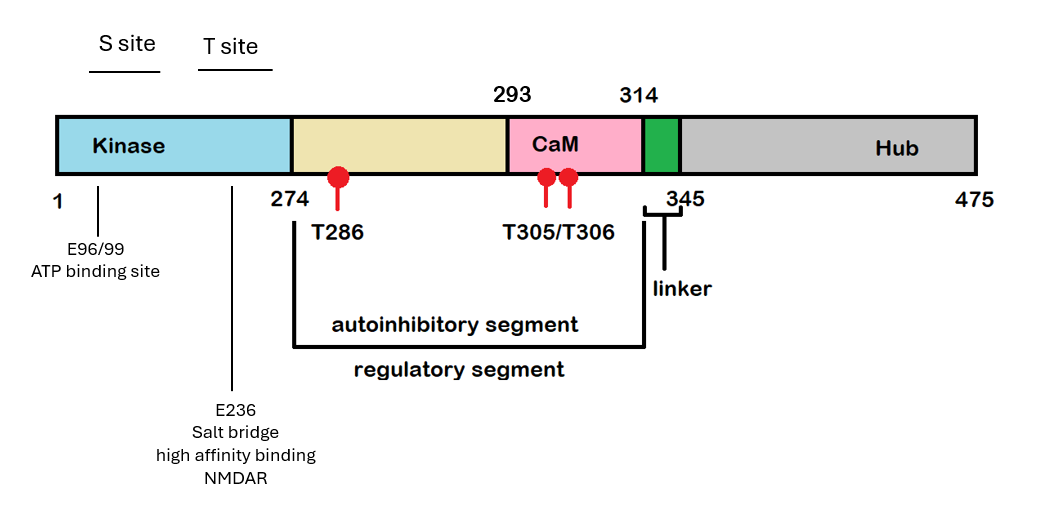 S site
T site
293
314
Kinase
CaM
Hub
1
274
345
475
T286
T305/T306
E96/99
ATP binding site
linker
autoinhibitory segment
regulatory segment
E236
Salt bridge
high affinity binding
NMDAR